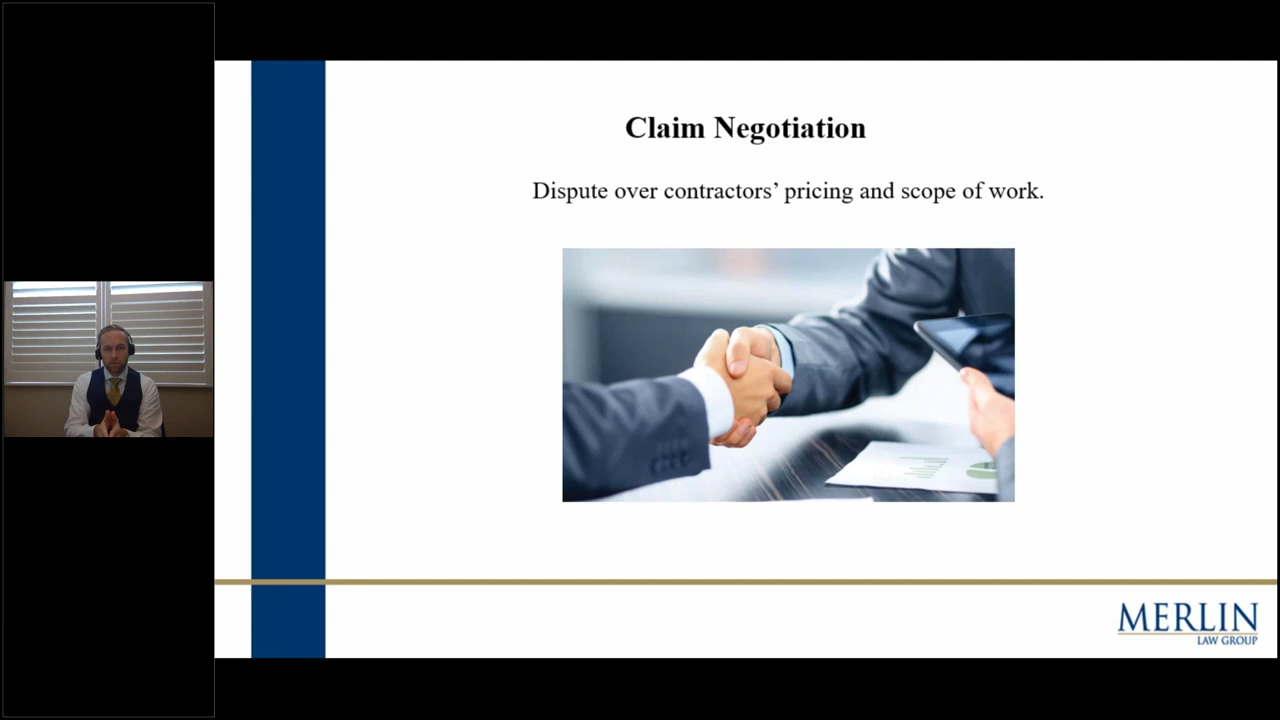 Claim Negotiation
Dispute over contractors’ pricing and scope of work.
MERLIN
LAW GROUP